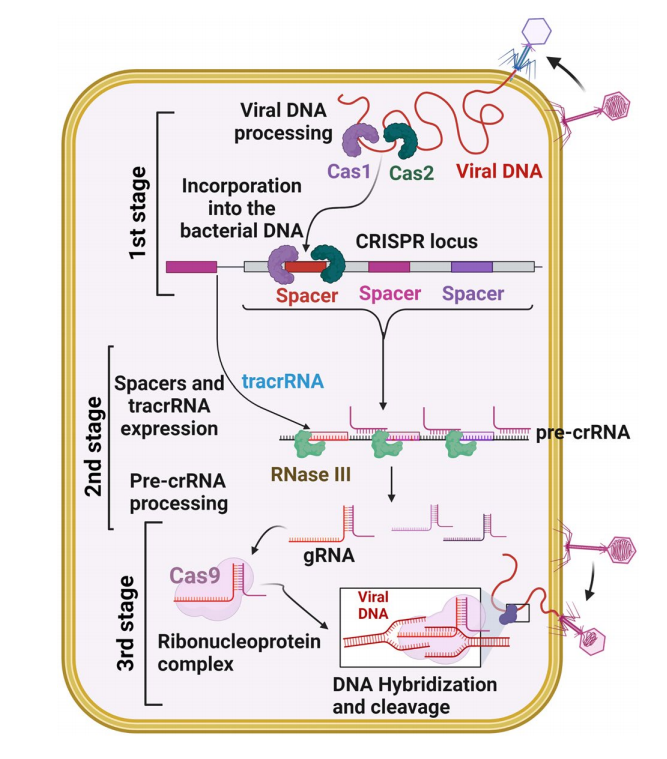 Viral DNA
processing
Cas1
Cas2
Viral DNA
1st stage
Incorporation
into the
bacterial DNA
CRISPR locus
Spacer
Spacer
Spacer
2nd stage
Spacers and
tracrRNA
expression
tracrRNA
pre-crRNA
RNase III
Pre-crRNA
processing
gRNA
3rd stage
Cas9
Viral
DNA
Ribonucleoprotein
complex
DNA Hybridization
and cleavage